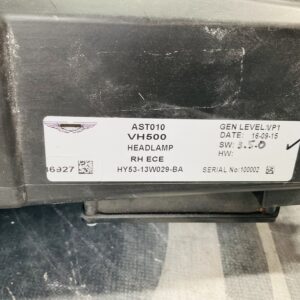 AST010
VH500
HEADLAMP
RH ECE
HY53-13W029-BA
GEN LEVEL:VP1
DATE: 16-09-15
SW: 3.5.0
HW:
SERIAL No:100002